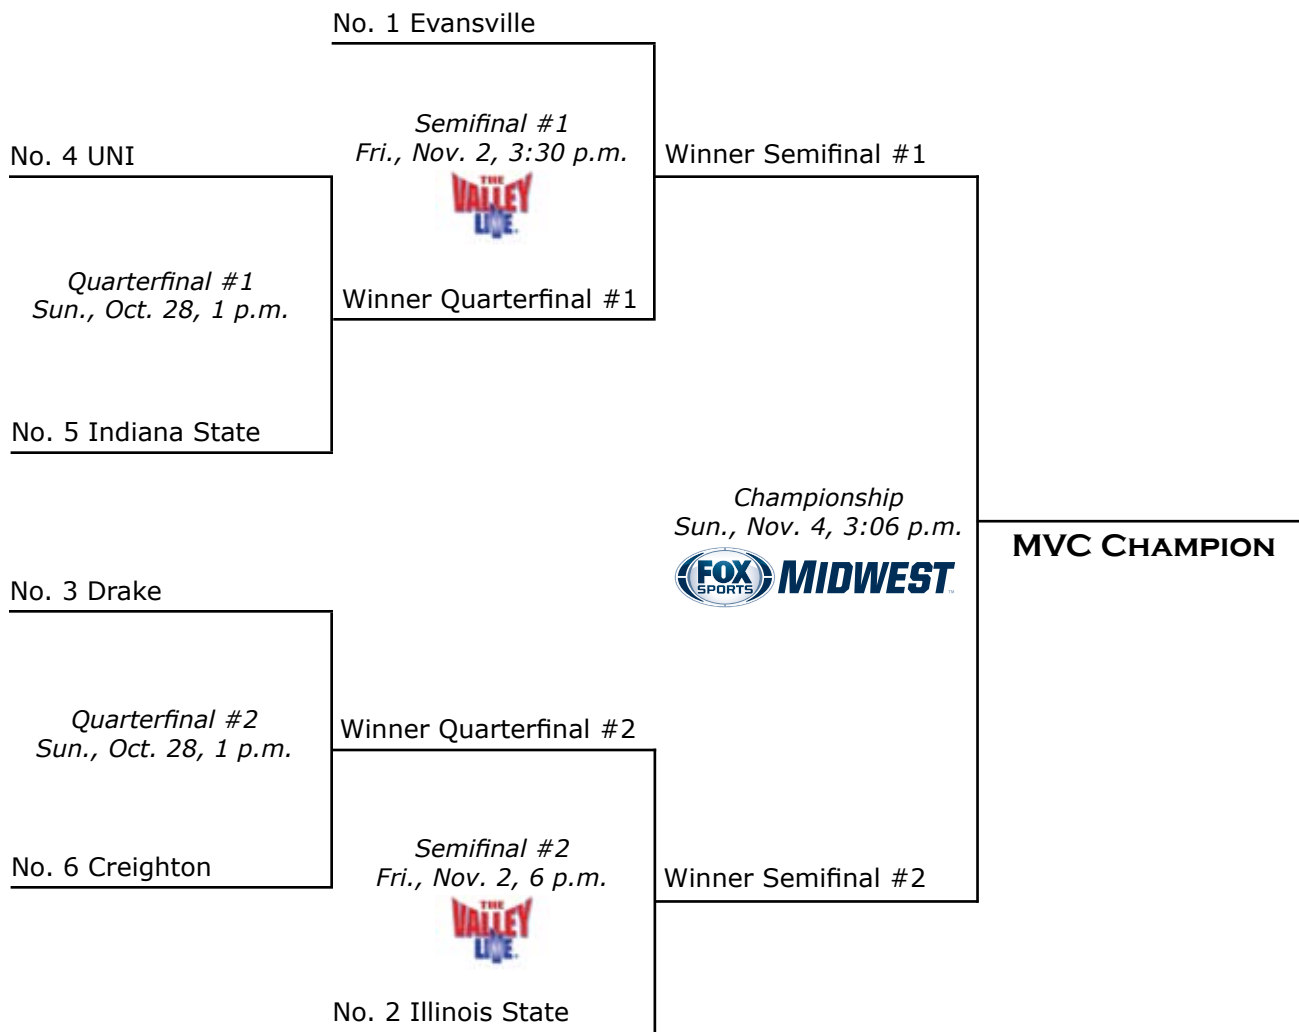 No. 1 Evansville
Semifinal #1
Fri., Nov. 2, 3:30 p.m.
THE
VALLEY
LINE
No. 4 UNI
Winner Semifinal #1
Quarterfinal #1
Sun., Oct. 28, 1 p.m.
Winner Quarterfinal #1
No. 5 Indiana State
Championship
Sun., Nov. 4, 3:06 p.m.
FOX
SPORTS
MIDWEST
MVC CHAMPION
No. 3 Drake
Quarterfinal #2
Sun., Oct. 28, 1 p.m.
Winner Quarterfinal #2
No. 6 Creighton
Semifinal #2
Fri., Nov. 2, 6 p.m.
THE
VALLEY
LINE
Winner Semifinal #2
No. 2 Illinois State